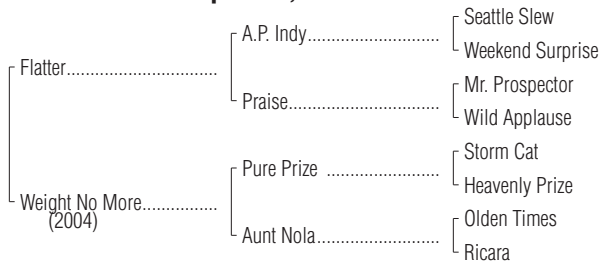 Seattle Slew
A.P. Indy..............................
Weekend Surprise
Flatter..................................
Mr. Prospector
Praise...................................
Wild Applause
Storm Cat
Pure Prize ..........................
Heavenly Prize
Weight No More.................
(2004)
Olden Times
Aunt Nola............................
Ricara